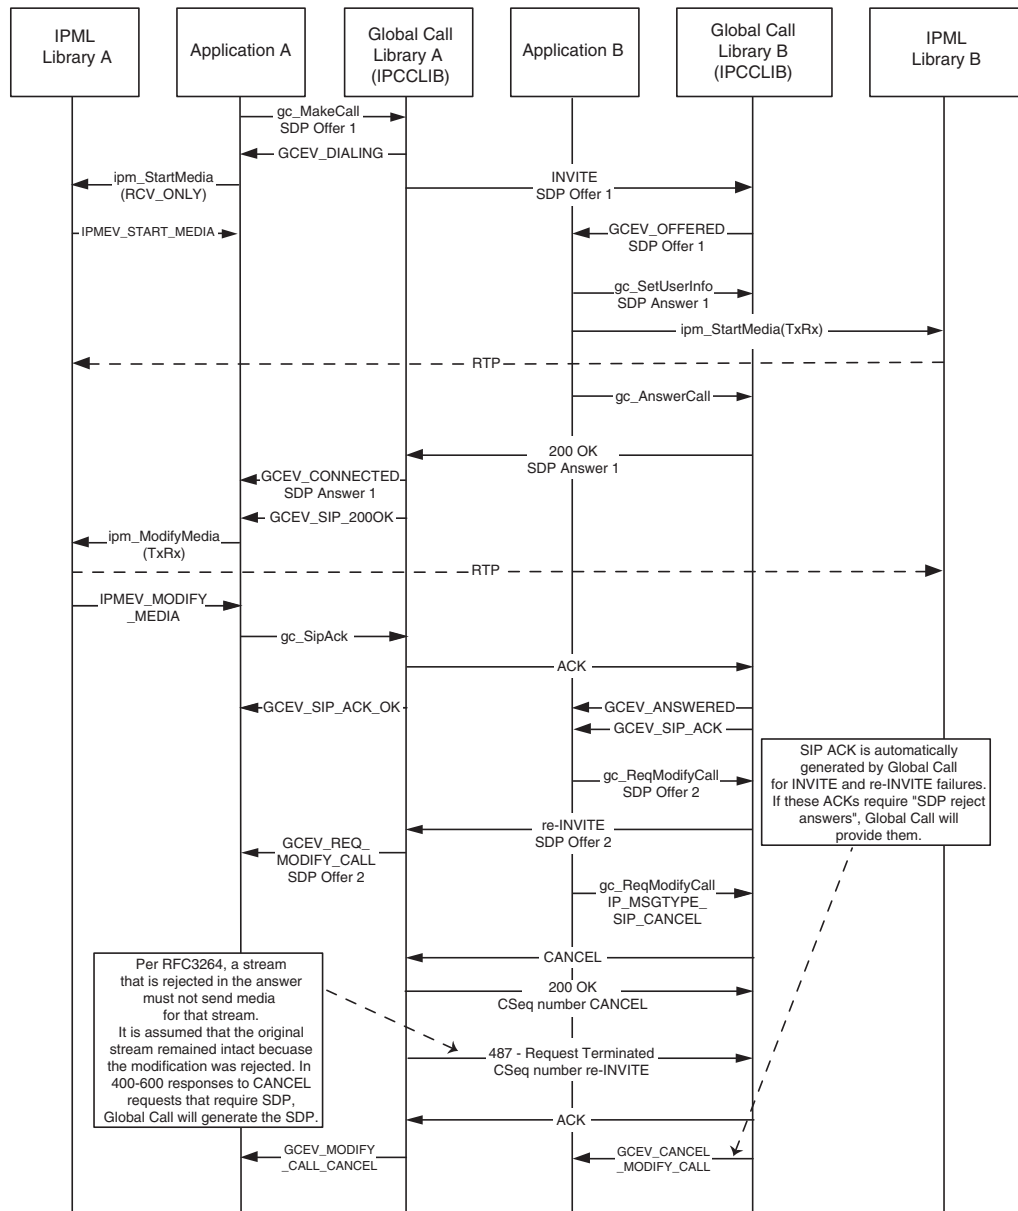 IPML
Library A
Application A
Global Call
Library A
(IPCCLIB)
Application B
Global Call
Library B
(IPCCLIB)
IPML
Library B
gc_MakeCall
SDP Offer 1
GCEV_DIALING
ipm_StartMedia
(RCV_ONLY)
INVITE
SDP Offer 1
IPMEV_START_MEDIA
GCEV_OFFERED
SDP Offer 1
gc_SetUserInfo
SDP Answer 1
ipm_StartMedia(TxRx)
RTP
gc_AnswerCall
200 OK
SDP Answer 1
GCEV_CONNECTED
SDP Answer 1
GCEV_SIP_200OK
ipm_ModifyMedia
(TxRx)
RTP
IPMEV_MODIFY
_MEDIA
gc_SipAck
ACK
GCEV_SIP_ACK_OK
GCEV_ANSWERED
GCEV_SIP_ACK
SIP ACK is automatically
generated by Global Call
for INVITE and re-INVITE failures.
If these ACKs require "SDP reject
answers", Global Call will
provide them.
gc_ReqModifyCall
SDP Offer 2
re-INVITE
SDP Offer 2
GCEV_REQ_
MODIFY_CALL
SDP Offer 2
gc_ReqModifyCall
IP_MSGTYPE_
SIP_CANCEL
CANCEL
Per RFC3264, a stream
that is rejected in the answer
must not send media
for that stream.
It is assumed that the original
stream remained intact becuase
the modification was rejected. In
400-600 responses to CANCEL
requests that require SDP,
Global Call will generate the SDP.
200 OK
CSeq number CANCEL
487 - Request Terminated
CSeq number re-INVITE
ACK
GCEV_MODIFY
_CALL_CANCEL
GCEV_CANCEL
_MODIFY_CALL